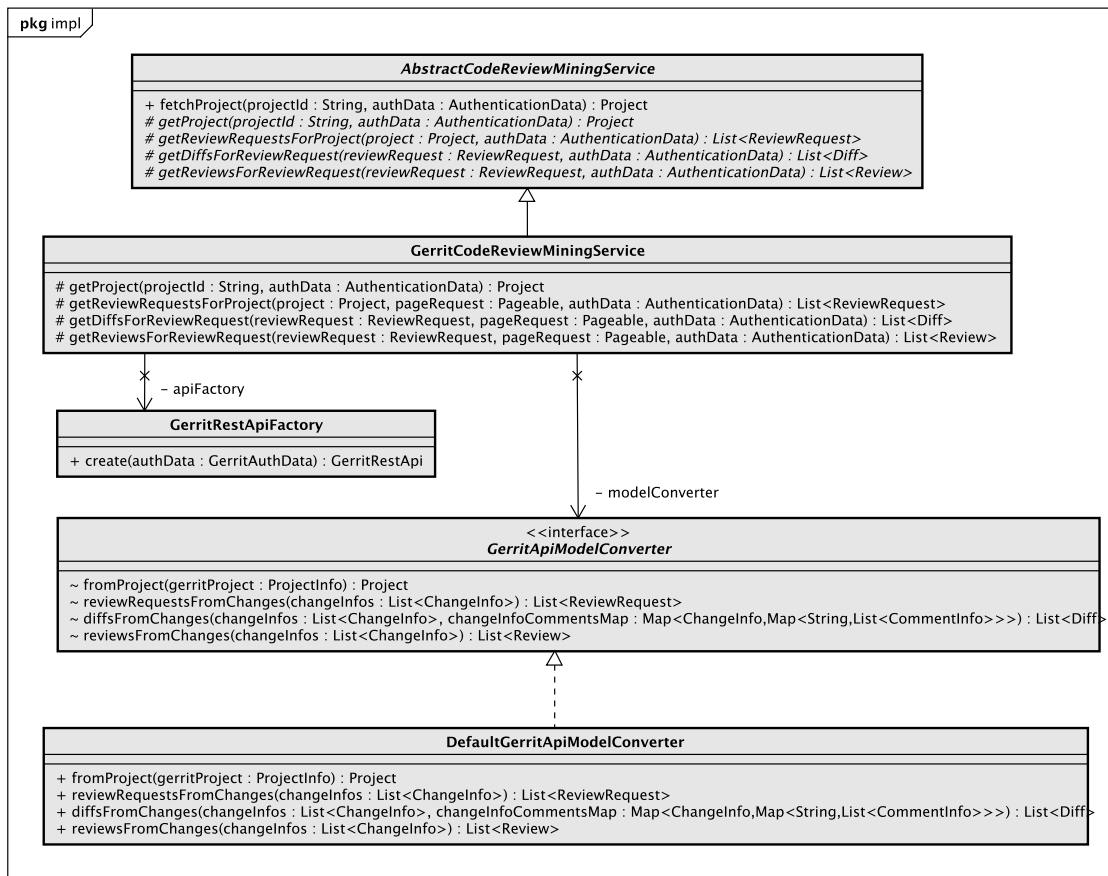 pkg impl
AbstractCodeReviewMiningService
+ fetchProject(projectId : String, authData : AuthenticationData) : Project
# getProject(projectId : String, authData : AuthenticationData) : Project
# getReviewRequestsForProject(project : Project, authData : AuthenticationData) : List<ReviewRequest>
# getDiffsForReviewRequest(reviewRequest : ReviewRequest, authData : AuthenticationData) : List<Diff>
# getReviewsForReviewRequest(reviewRequest : ReviewRequest, authData : AuthenticationData) : List<Review>
GerritCodeReviewMiningService
# getProject(projectId : String, authData : AuthenticationData) : Project
# getReviewRequestsForProject(project : Project, pageRequest : Pageable, authData : AuthenticationData) : List<ReviewRequest>
# getDiffsForReviewRequest(reviewRequest : ReviewRequest, pageRequest : Pageable, authData : AuthenticationData) : List<Diff>
# getReviewsForReviewRequest(reviewRequest : ReviewRequest, pageRequest : Pageable, authData : AuthenticationData) : List<Review>
– apiFactory
GerritRestApiFactory
+ create(authData : GerritAuthData) : GerritRestApi
– modelConverter
<<interface>>
GerritApiModelConverter
~ fromProject(gerritProject : ProjectInfo) : Project
~ reviewRequestsFromChanges(changeInfos : List<ChangeInfo>) : List<ReviewRequest>
~ diffsFromChanges(changeInfos : List<ChangeInfo>, changeInfoCommentsMap : Map<ChangeInfo,Map<String,List<CommentInfo>>>) : List<Diff>
~ reviewsFromChanges(changeInfos : List<ChangeInfo>) : List<Review>
DefaultGerritApiModelConverter
+ fromProject(gerritProject : ProjectInfo) : Project
+ reviewRequestsFromChanges(changeInfos : List<ChangeInfo>) : List<ReviewRequest>
+ diffsFromChanges(changeInfos : List<ChangeInfo>, changeInfoCommentsMap : Map<ChangeInfo,Map<String,List<CommentInfo>>>) : List<Diff>
+ reviewsFromChanges(changeInfos : List<ChangeInfo>) : List<Review>